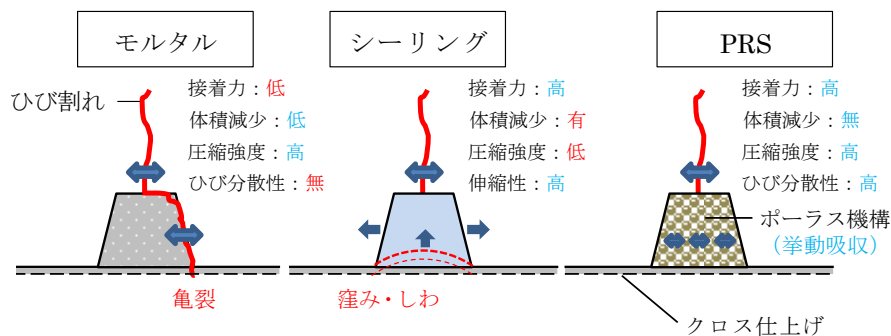 モルタル
ひび割れ
接着力：低
体積減少：低
圧縮強度：高
ひび分散性：無
亀裂
シーリング
接着力：高
体積減少：有
圧縮強度：低
伸縮性：高
窪み・しわ
PRS
接着力：高
体積減少：無
圧縮強度：高
ひび分散性：高
ポーラス機構
（挙動吸収）
クロス仕上げ